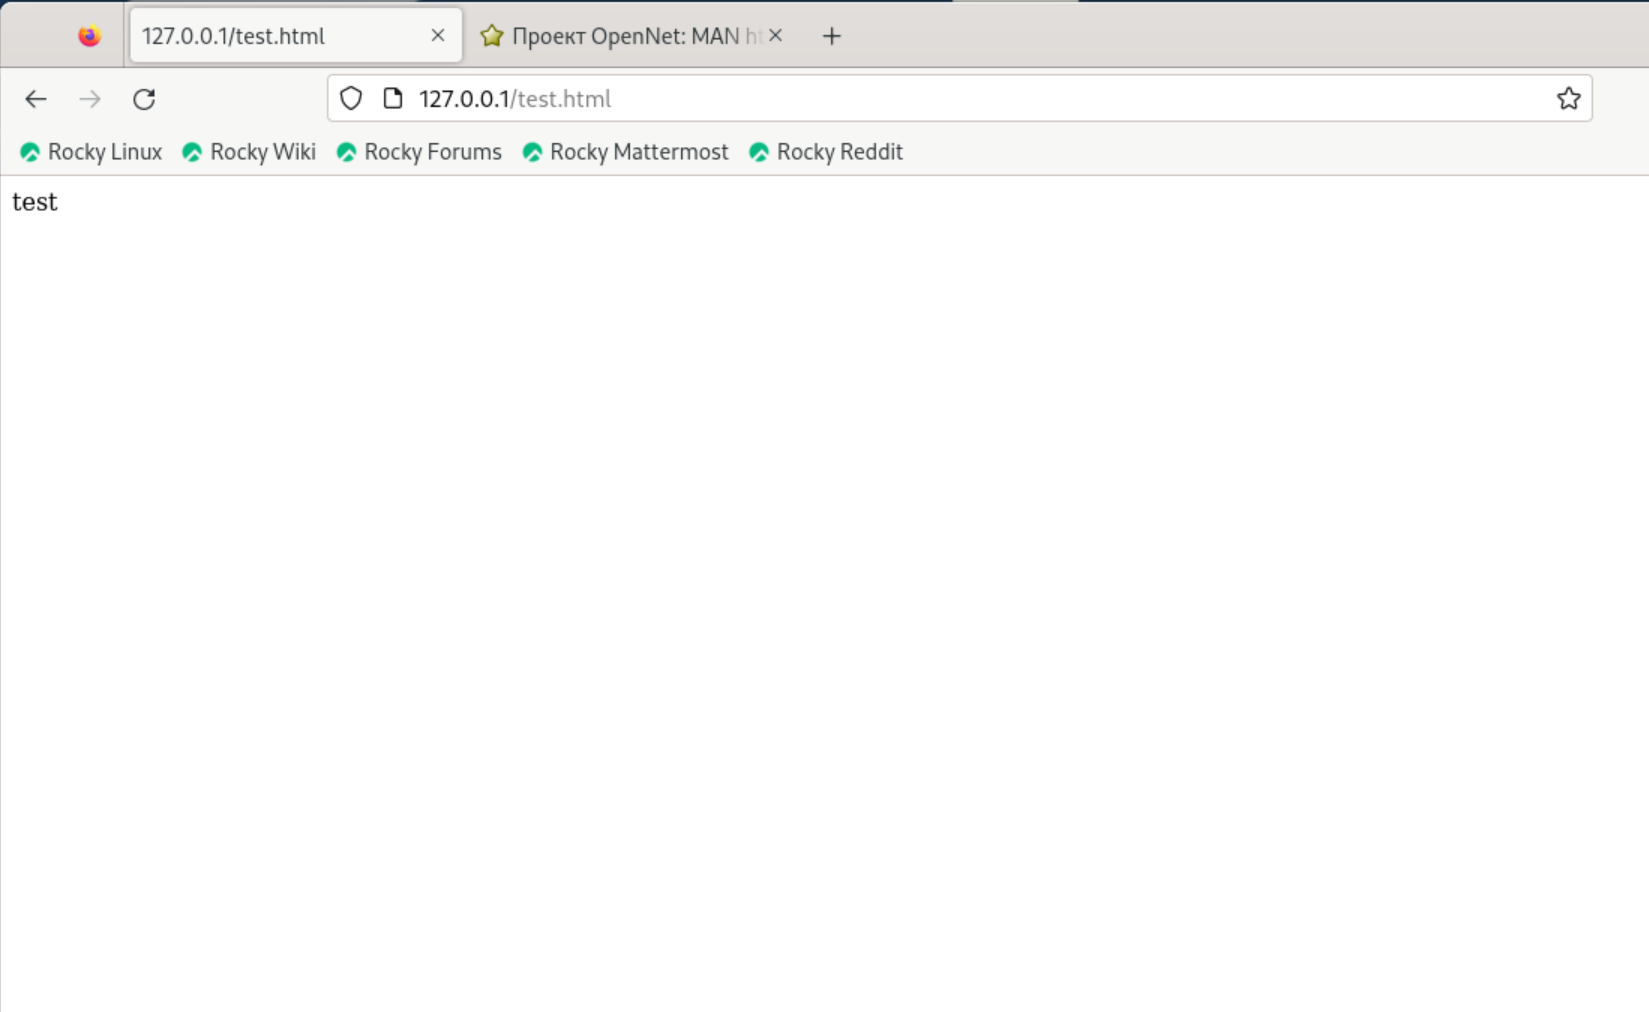 127.0.0.1/test.html
Проект OpenNet: MAN ht
127.0.0.1/test.html
Rocky Linux Rocky Wiki Rocky Forums Rocky Mattermost Rocky Reddit
test